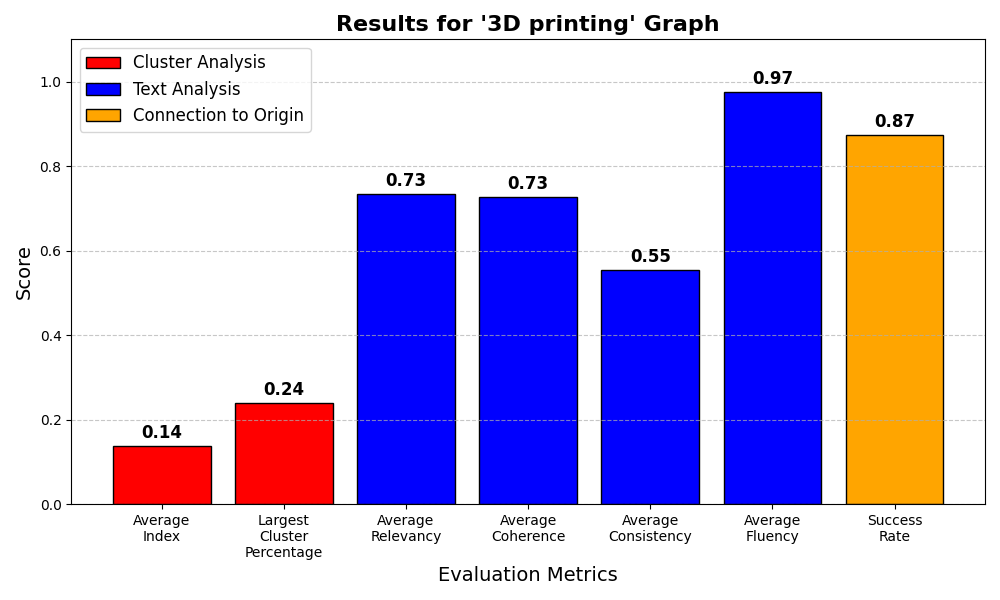 Results for '3D printing' Graph
Cluster Analysis
Text Analysis
Connection to Origin
Score
1.0
0.8
0.6
0.4
0.2
0.0
0.14
0.24
0.73
0.73
0.55
0.97
0.87
Average
Index
Largest
Cluster
Percentage
Average
Relevancy
Average
Coherence
Average
Consistency
Average
Fluency
Success
Rate
Evaluation Metrics